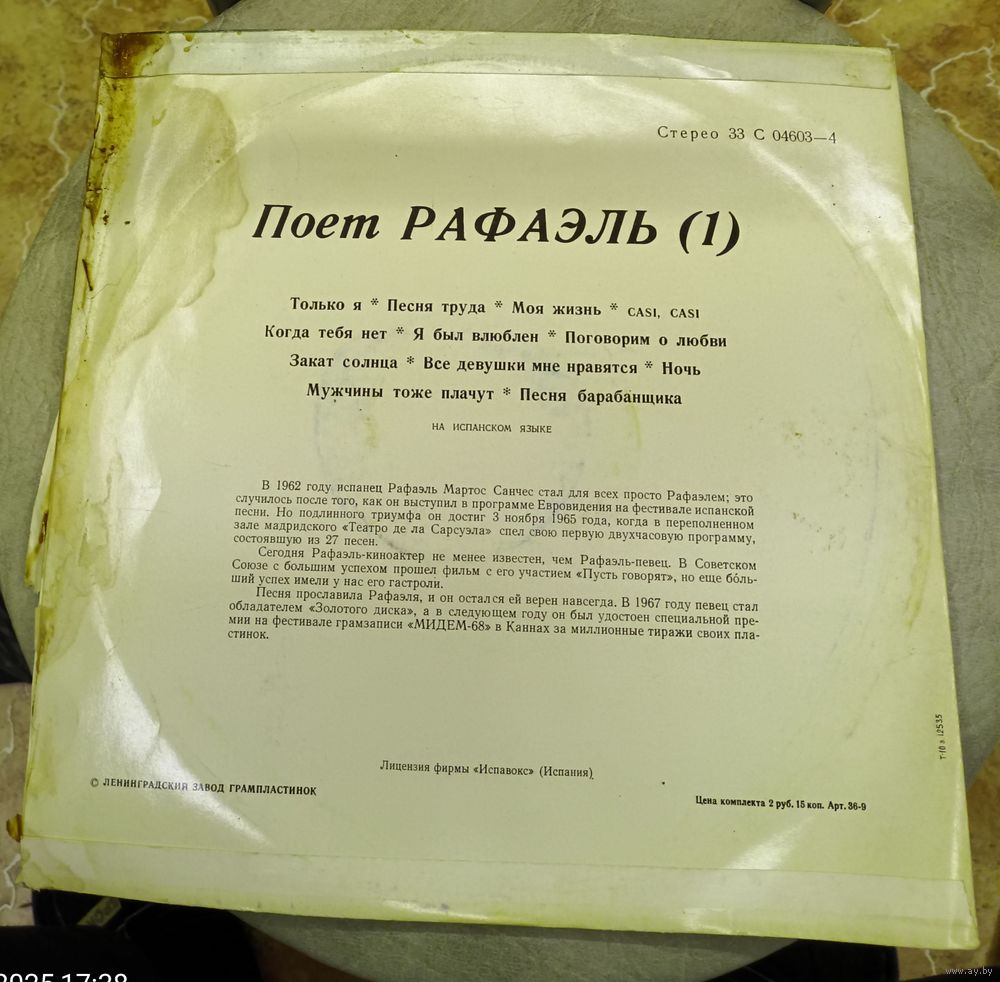 Стерео 33 С 04603—4
Поет РАФАЭЛЬ (1)
Только я * Песня труда * Моя жизнь * CASI, CASI
Когда тебя нет * Я был влюблен * Поговорим о любви
Закат солнца * Все девушки мне нравятся * Ночь
Мужчины тоже плачут * Песня барабанщика
НА ИСПАНСКОМ ЯЗЫКЕ
В 1962 году испанец Рафаэль Мартос Санчес стал для всех просто Рафаэлем; это
случилось после того, как он выступил в программе Евровидения на фестивале испанской
песни. Но подлинного триумфа он достиг 3 ноября 1965 года, когда в переполненном
зале мадридского «Театро де ла Сарсуэла» спел свою первую двухчасовую программу,
состоявшую из 27 песен.
Сегодня Рафаэль-киноактер не менее известен, чем Рафаэль-певец. В Советском
Союзе с большим успехом прошел фильм с его участием «Пусть говорят», но еще бóль-
ший успех имели у нас его гастроли.
Песня прославила Рафаэля, и он остался ей верен навсегда. В 1967 году певец стал
обладателем «Золотого диска», а в следующем году он был удостоен специальной пре-
мии на фестивале грамзаписи «МИДЕМ-68» в Каннах за миллионные тиражи своих пла-
стинок.
Лицензия фирмы «Испавокс» (Испания)
© ЛЕНИНГРАДСКИЙ ЗАВОД ГРАМПЛАСТИНОК
Цена комплекта 2 руб. 15 коп. Арт. 36-9
2025 17:28
www.ay.by